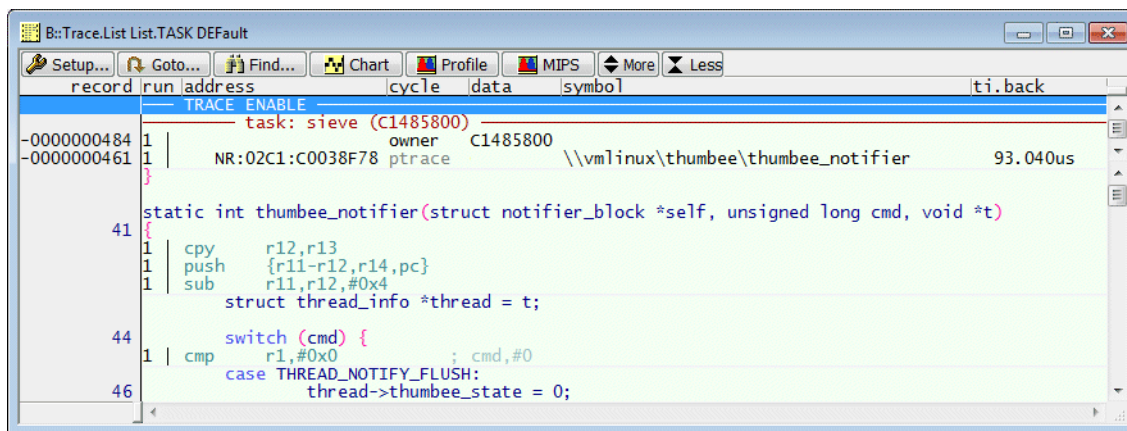 B::Trace.List List.TASK DEFault
Setup... Goto... Find... Chart Profile MIPS More Less
record run address cycle data symbol ti.back
TRACE ENABLE
task: sieve (C1485800)
-0000000484 1 owner C1485800
-0000000461 1 NR:02C1:C0038F78 ptrace \\vmlinux\thumbee\thumbee_notifier 93.040us
}
static int thumbee_notifier(struct notifier_block *self, unsigned long cmd, void *t)
41 {
1 cpy r12,r13
1 push {r11-r12,r14,pc}
1 sub r11,r12,#0x4
struct thread_info *thread = t;
44 switch (cmd) {
1 cmp r1,#0x0 ; cmd,#0
case THREAD_NOTIFY_FLUSH:
46 thread->thumbee_state = 0;